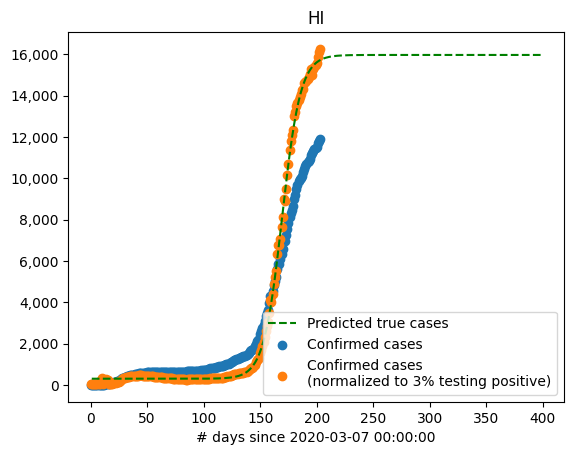 HI
16,000
14,000
12,000
10,000
8,000
6,000
4,000
2,000
0
Predicted true cases
Confirmed cases
Confirmed cases
(normalized to 3% testing positive)
0 50 100 150 200 250 300 350 400
# days since 2020-03-07 00:00:00